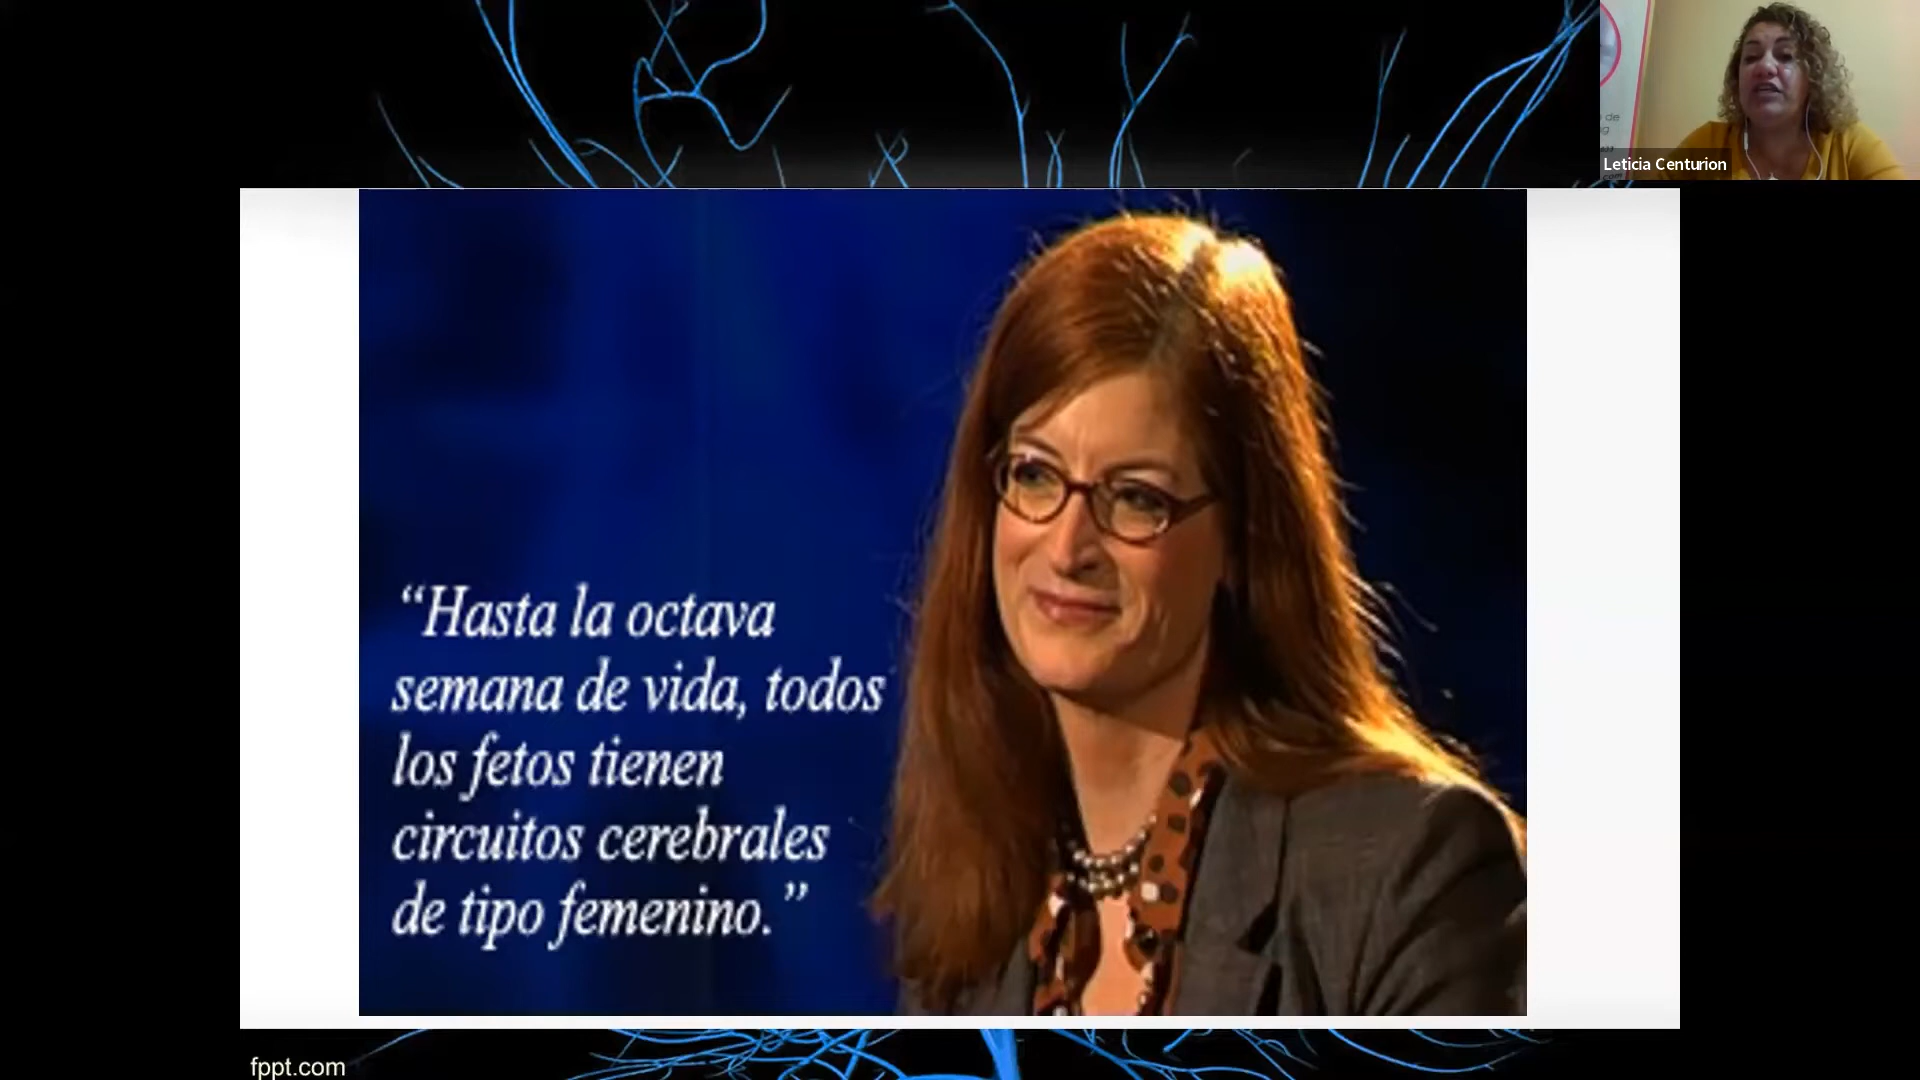 de
Leticia Centurion
“Hasta la octava
semana de vida, todos
los fetos tienen
circuitos cerebrales
de tipo femenino.”
fppt.com